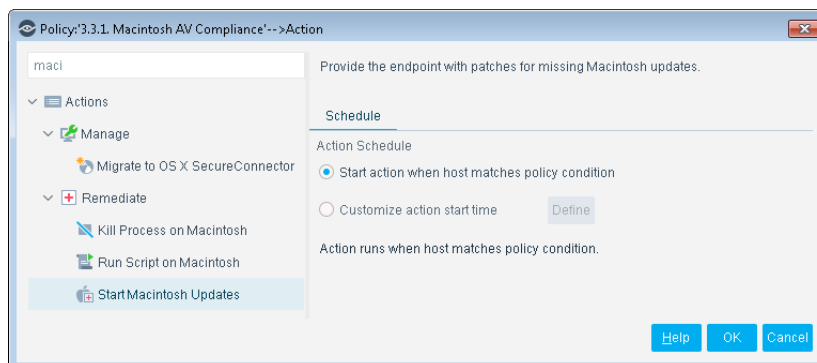 Policy:'3.3.1. Macintosh AV Compliance'-->Action
maci
Actions
Manage
Migrate to OS X SecureConnector
Remediate
Kill Process on Macintosh
Run Script on Macintosh
Start Macintosh Updates
Provide the endpoint with patches for missing Macintosh updates.
Schedule
Action Schedule
Start action when host matches policy condition
Customize action start time Define
Action runs when host matches policy condition.
Help OK Cancel